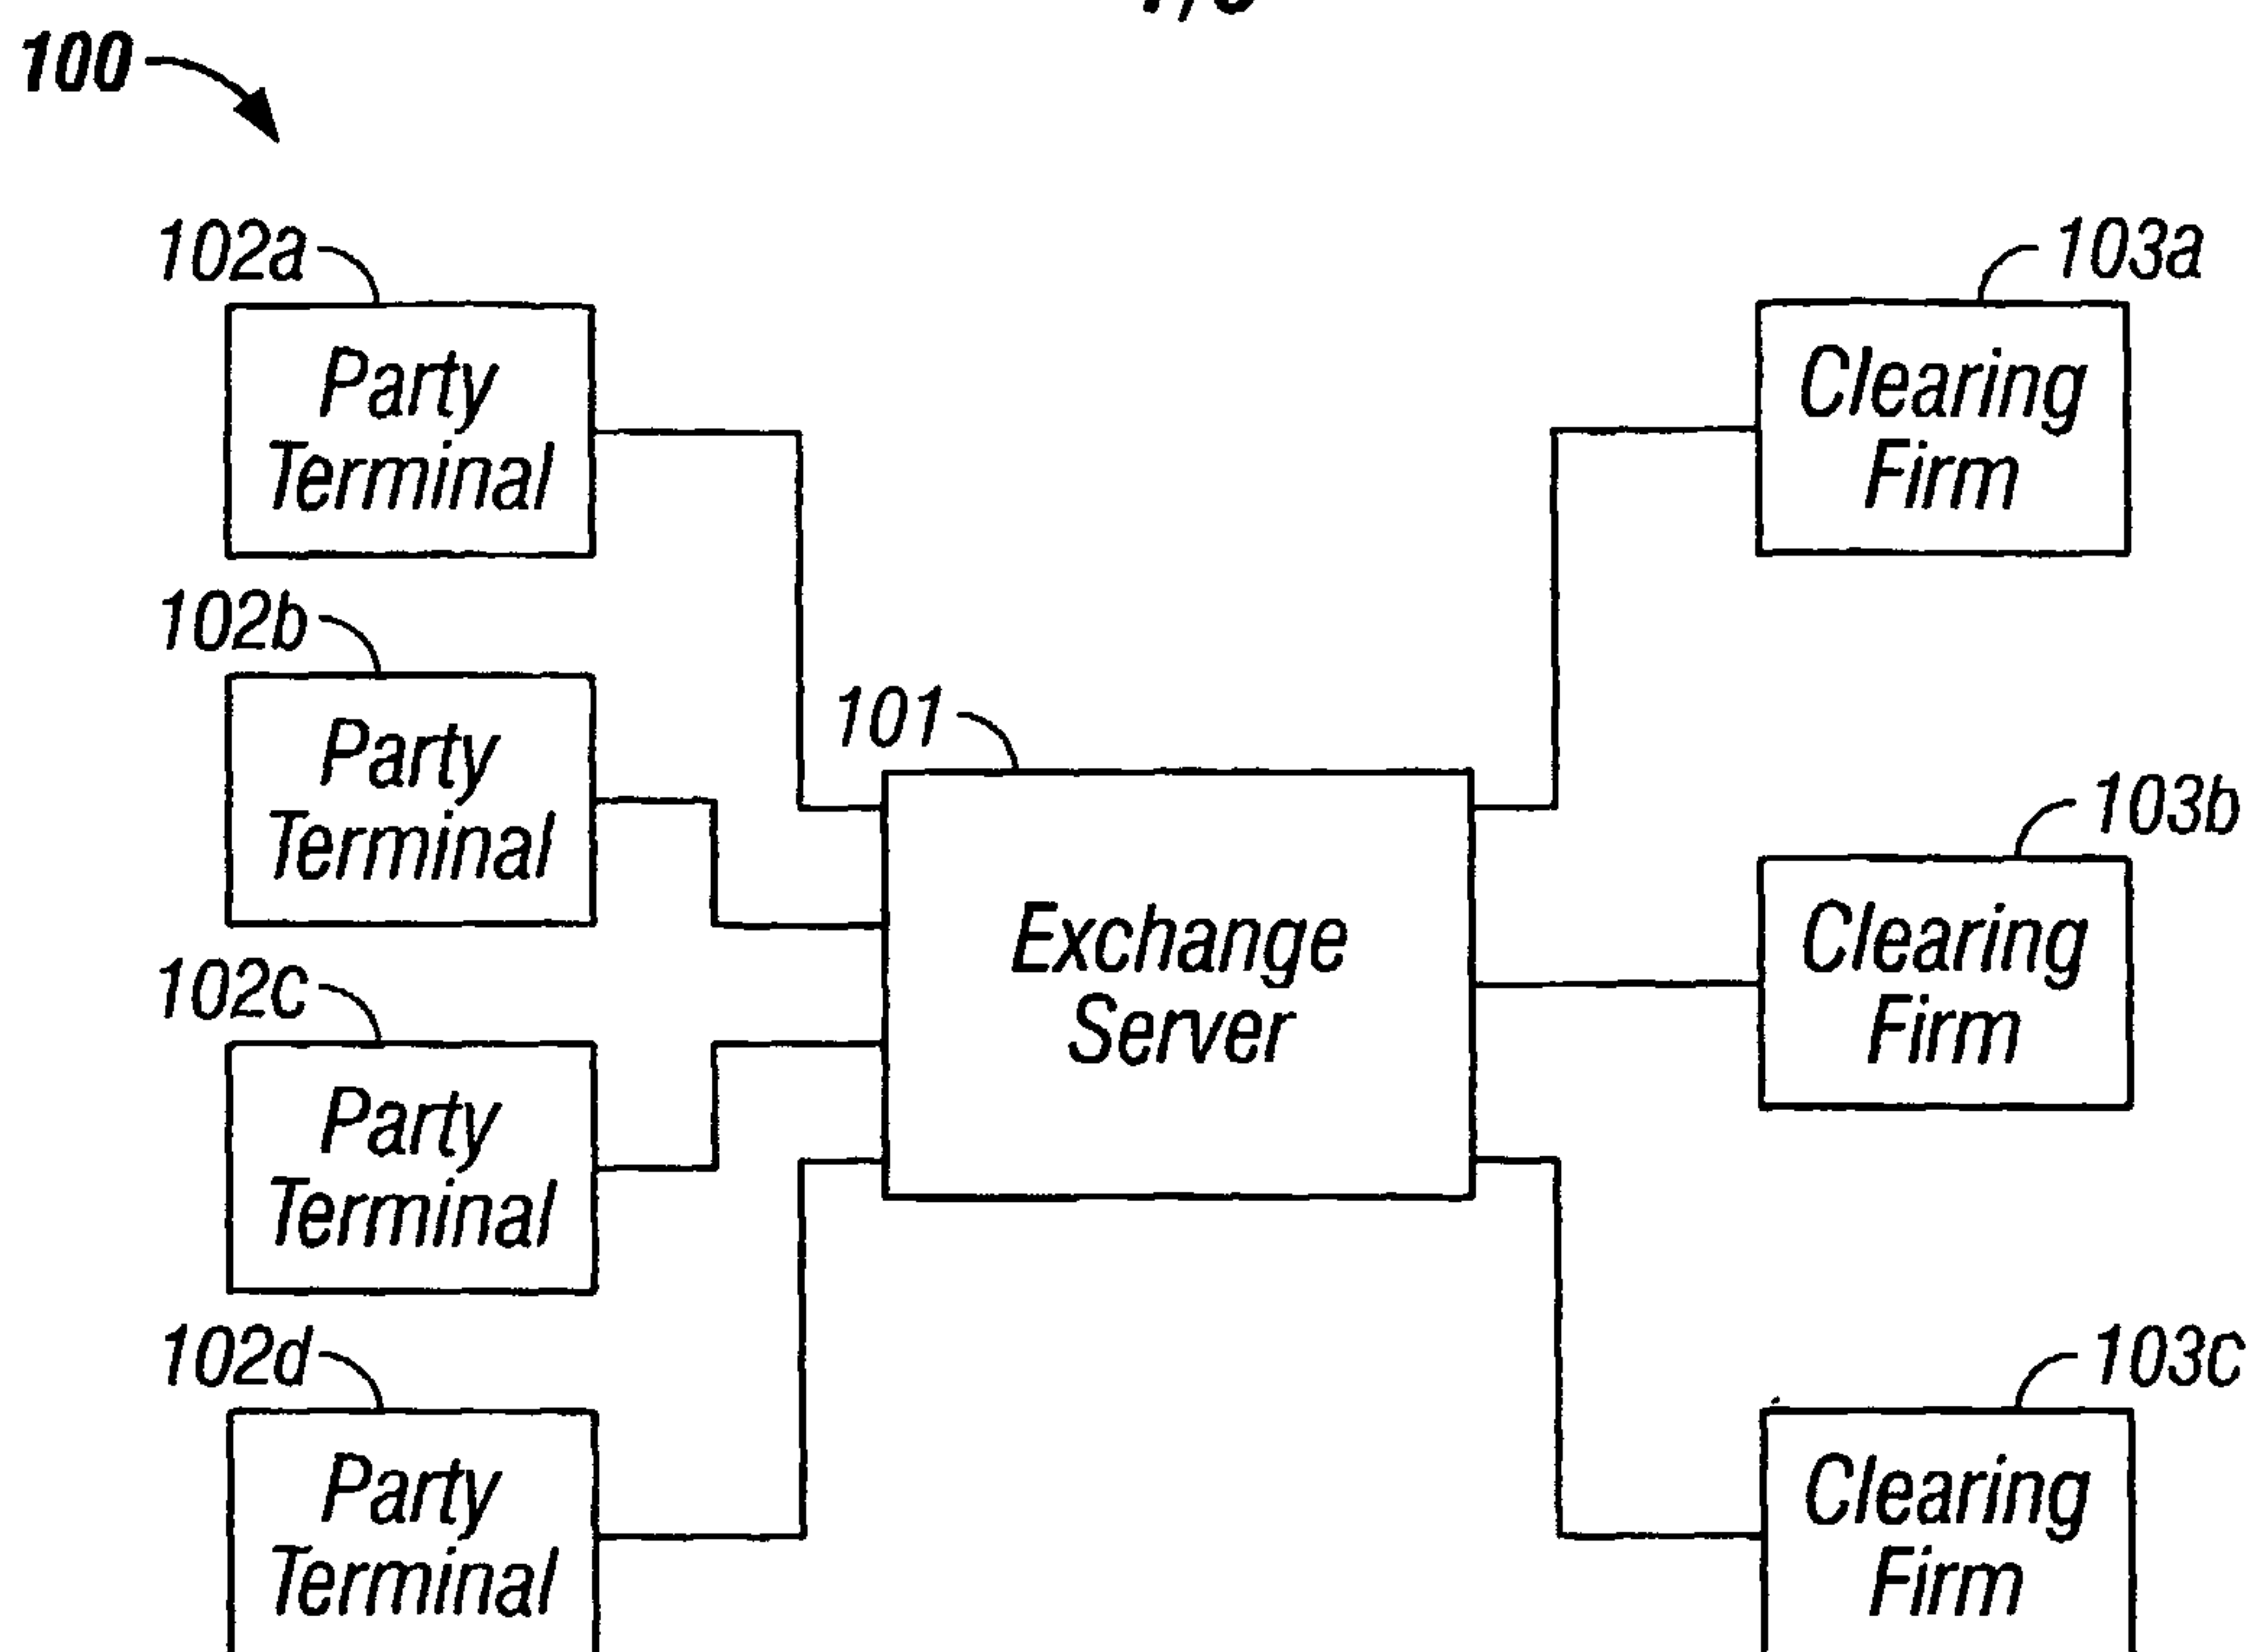 100
102a
Party
Terminal
102b
Party
Terminal
102c
Party
Terminal
102d
Party
Terminal
101
Exchange
Server
103a
Clearing
Firm
103b
Clearing
Firm
103c
Clearing
Firm